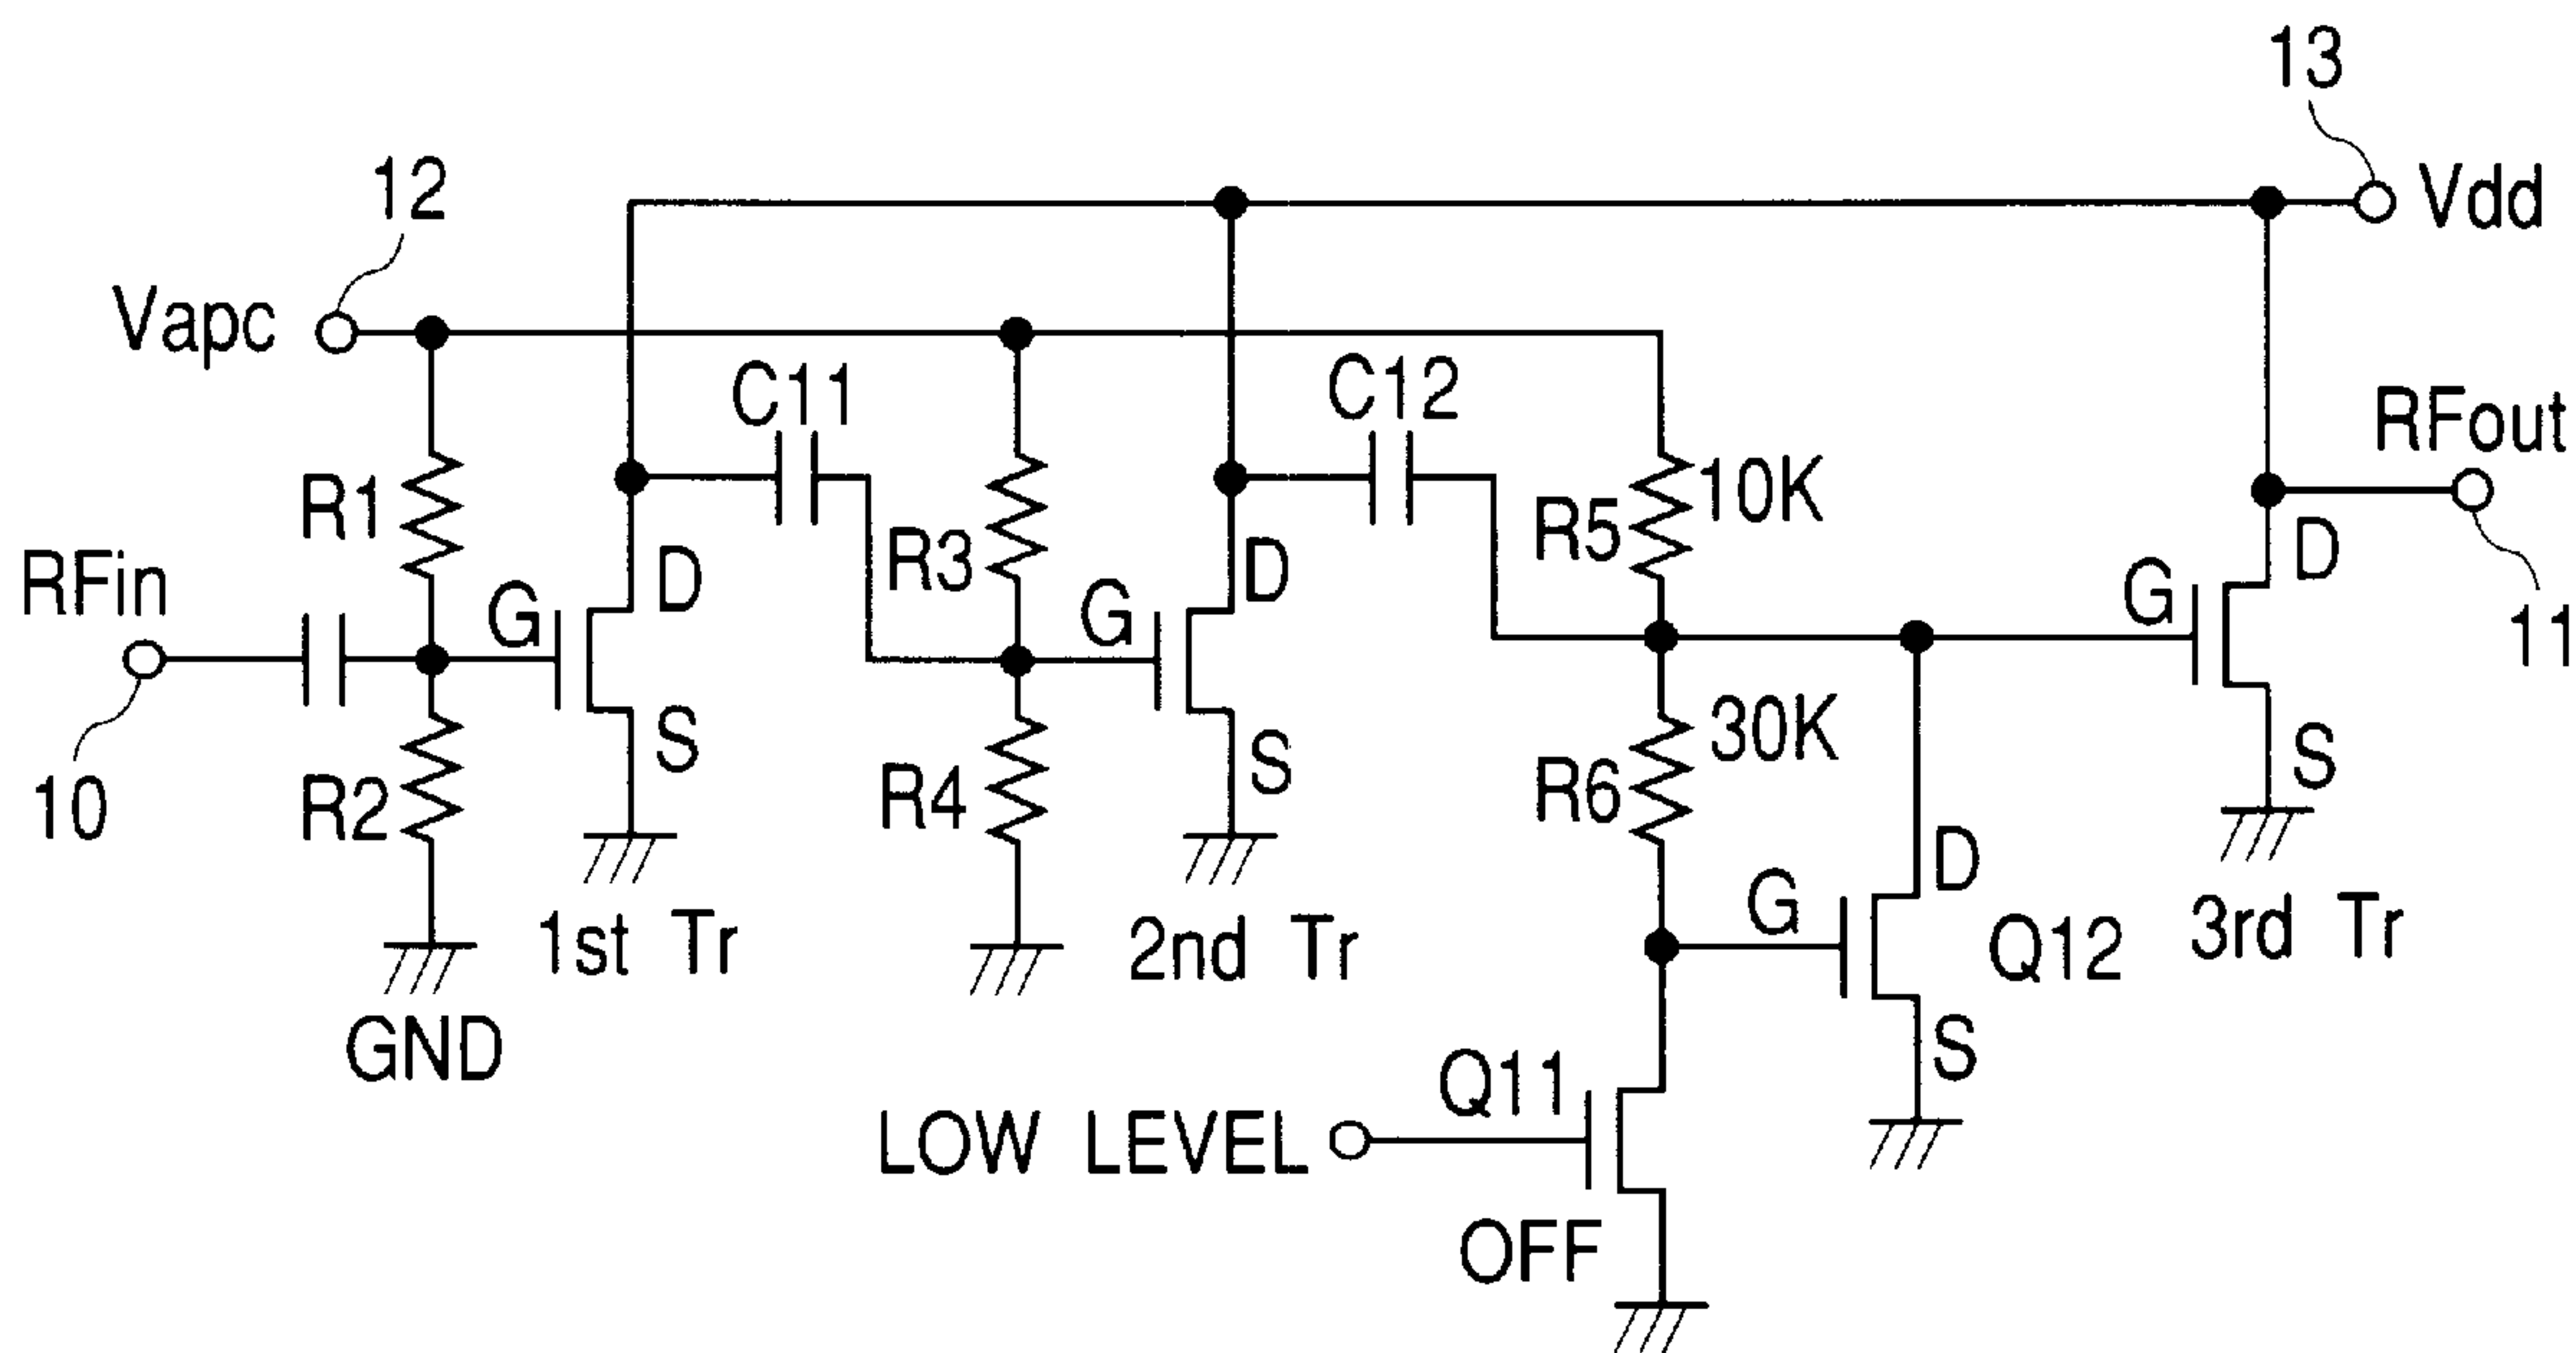 13
12
Vdd
Vapc
C11
C12
RFout
R1
R3
R5
10K
D
D
D
RFin
G
G
G
11
S
S
S
30K
10
R2
R4
R6
G
D
1st Tr
2nd Tr
Q12
3rd Tr
GND
S
Q11
LOW LEVEL
OFF